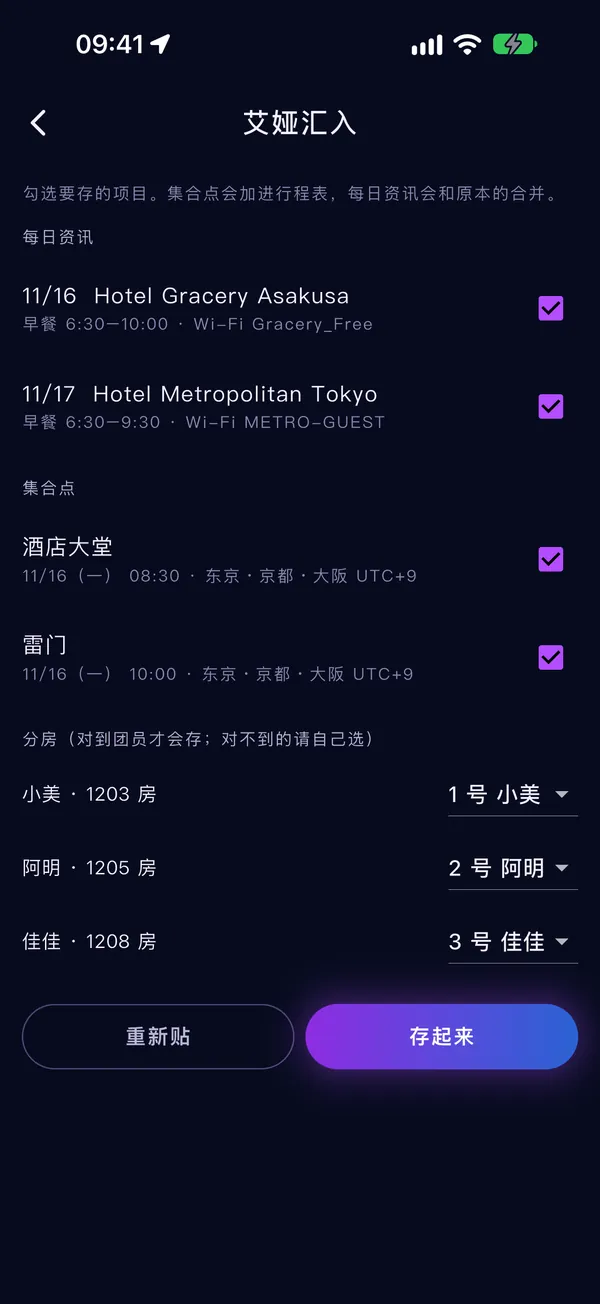 09:41
艾娅汇入
勾选要存的项目。集合点会加进行程表，每日资讯会和原本的合并。
每日资讯
11/16 Hotel Gracery Asakusa
早餐 6:30–10:00 · Wi-Fi Gracery_Free
11/17 Hotel Metropolitan Tokyo
早餐 6:30–9:30 · Wi-Fi METRO-GUEST
集合点
酒店大堂
11/16（一） 08:30 · 东京・京都・大阪 UTC+9
雷门
11/16（一） 10:00 · 东京・京都・大阪 UTC+9
分房（对到团员才会存；对不到的请自己选）
小美 · 1203 房
1 号 小美
阿明 · 1205 房
2 号 阿明
佳佳 · 1208 房
3 号 佳佳
重新贴
存起来